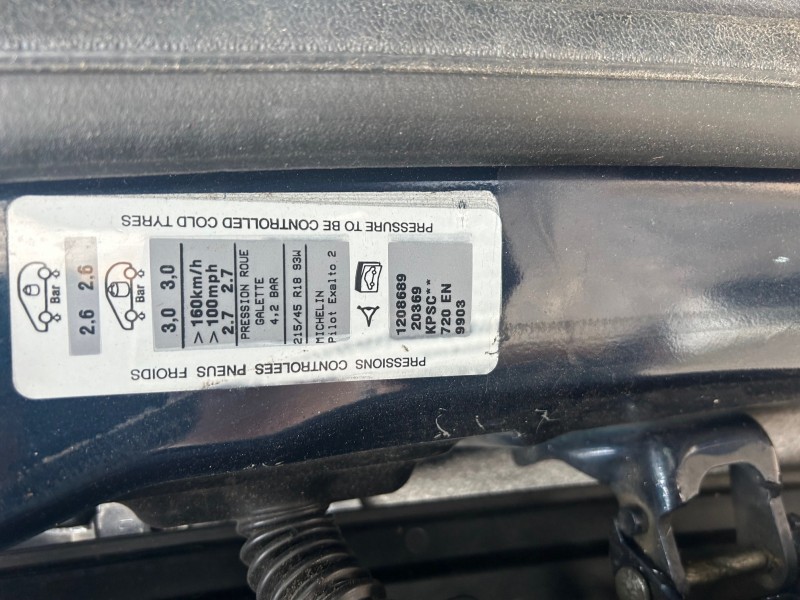 PRESSURE TO BE CONTROLLED COLD TYRES
Bar
2.6 2.6
Bar
3,0 3,0
> 160km/h
> 100mph
2.7 2.7
PRESSION ROUE
GALETTE
4,2 BAR
215/45 R18 93W
MICHELIN
Pilot Exalto 2
1208689
20369
KPSC**
720 EN
9903
PRESSIONS CONTROLLEES PNEUS FROIDS